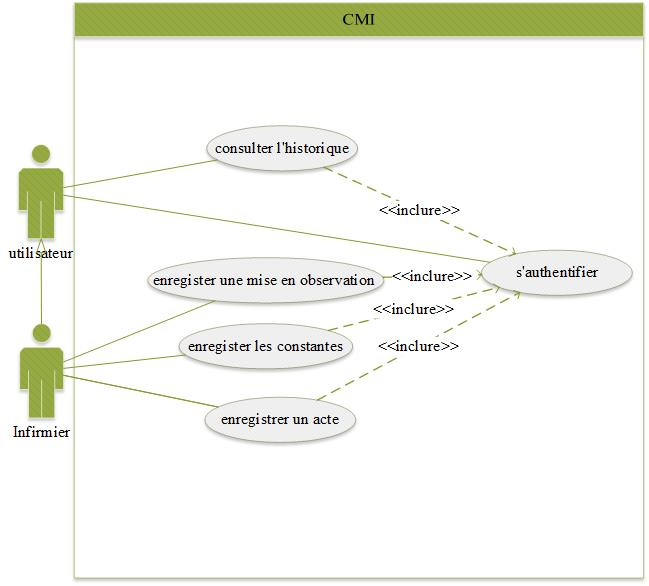 CMI
consulter l'historique
<<inclure>>
utilisateur
s'authentifier
enregister une mise en observation
<<inclure>>
<<inclure>>
enregister les constantes
<<inclure>>
enregistrer un acte
Infirmier